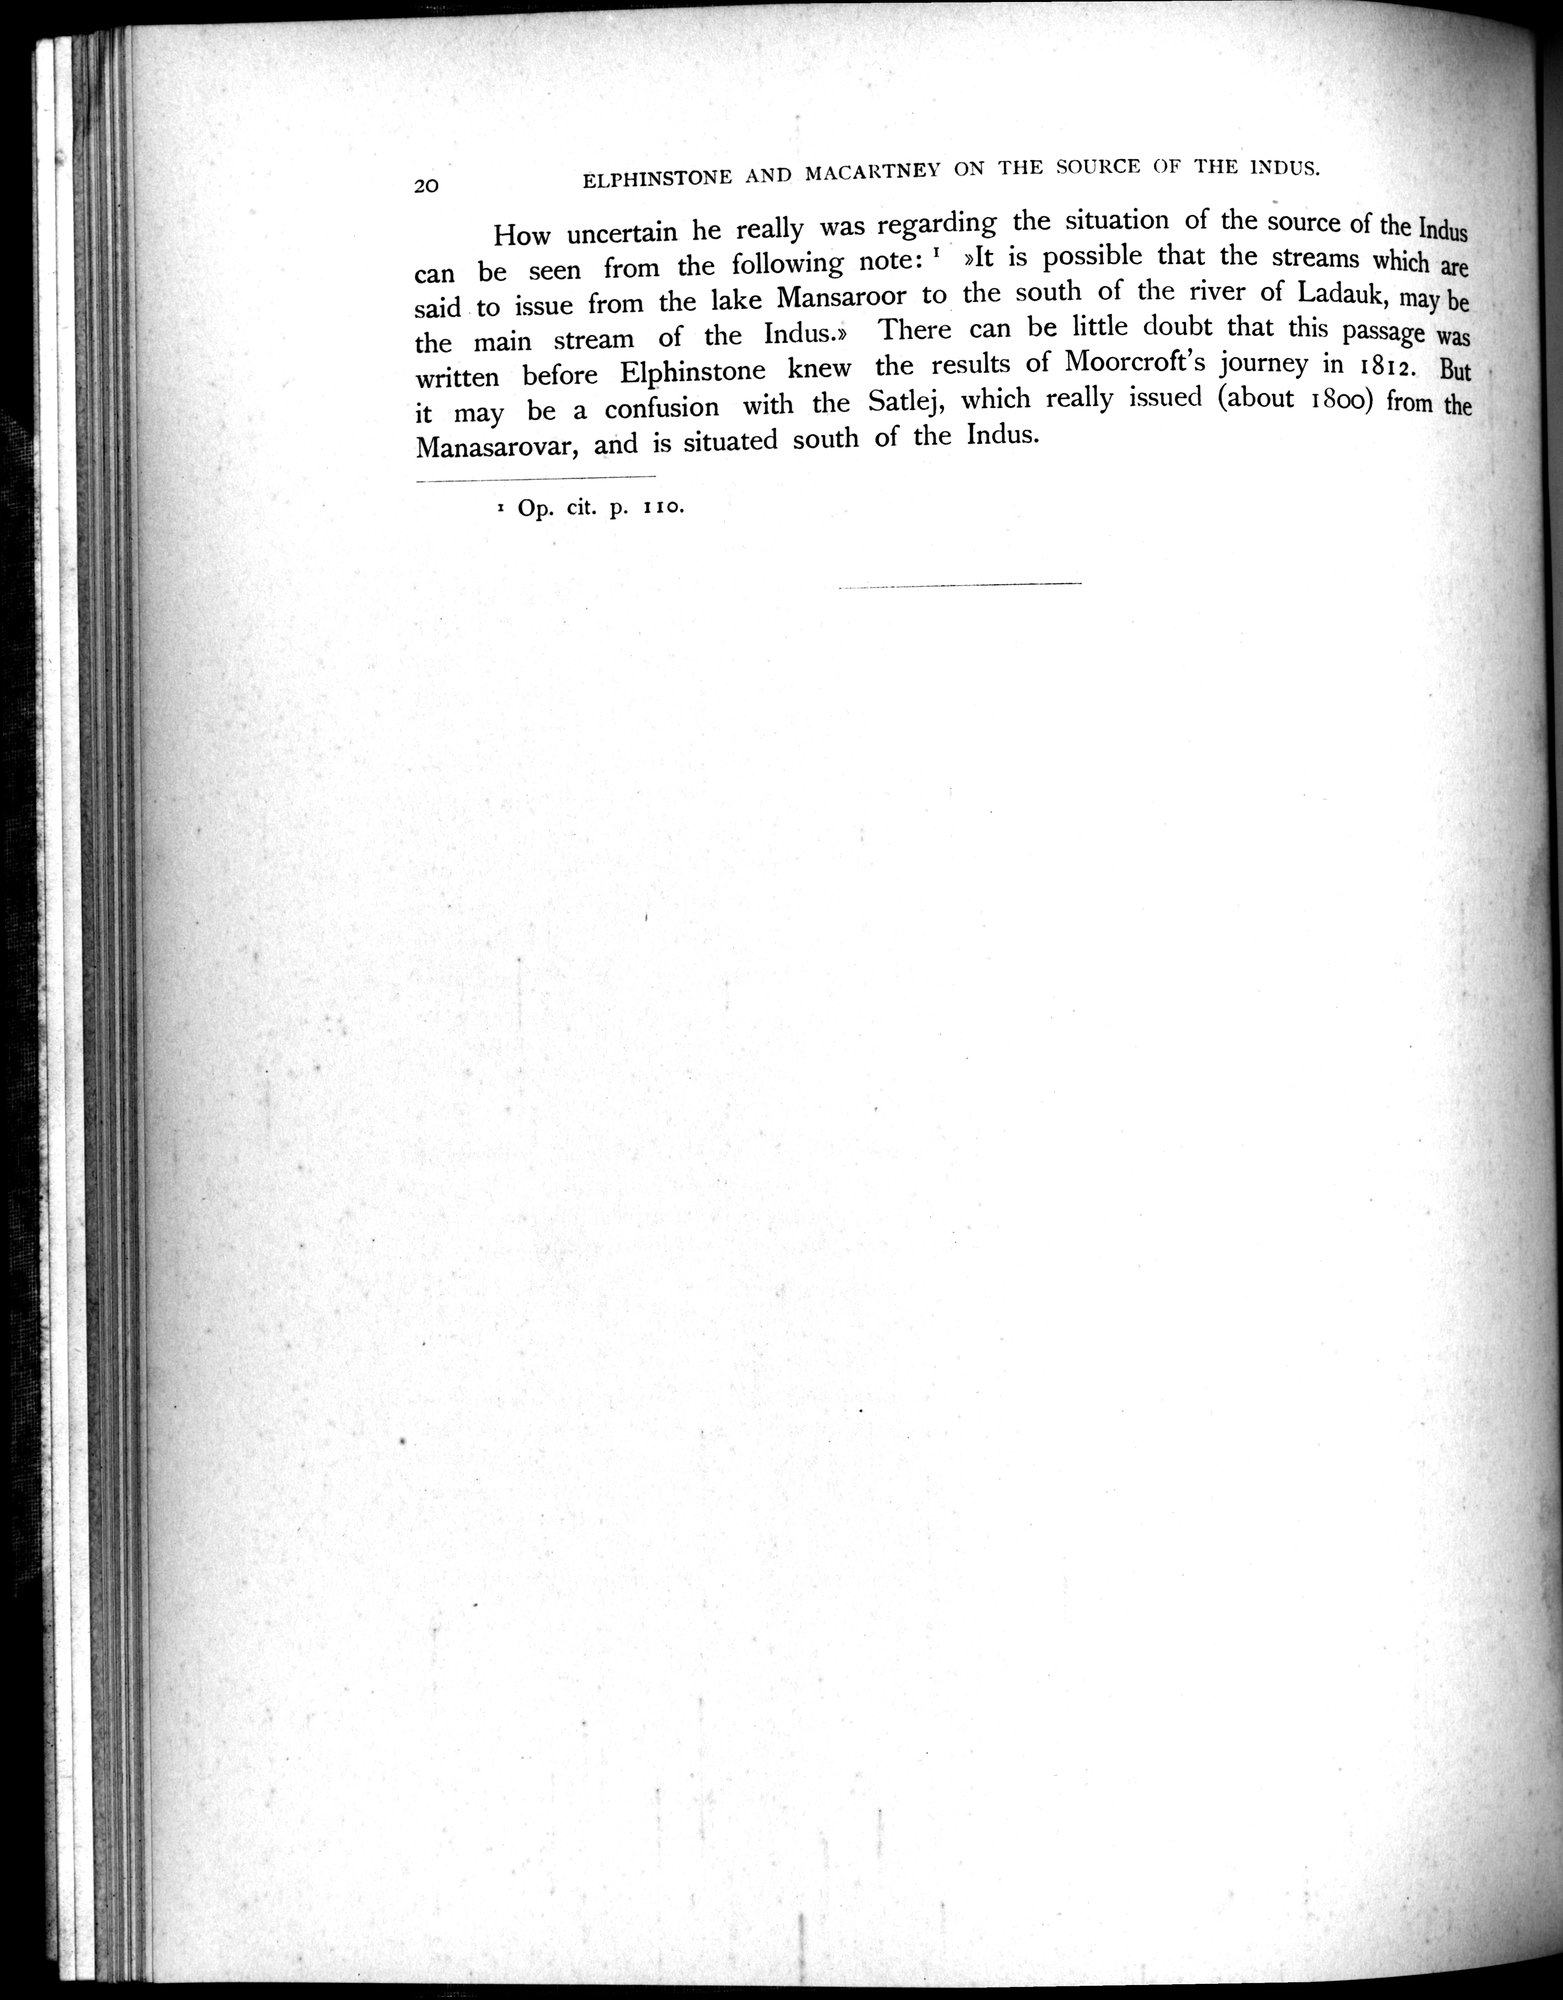 20 ELPHINSTONE AND MACARTNEY ON THE SOURCE OF THE INDUS.
How uncertain he really was regarding the situation of the source of the Indus
can be seen from the following note: ¹ »It is possible that the streams which are
said to issue from the lake Mansaroor to the south of the river of Ladauk, may be
the main stream of the Indus.» There can be little doubt that this passage was
written before Elphinstone knew the results of Moorcroft's journey in 1812. But
it may be a confusion with the Satlej, which really issued (about 1800) from the
Manasarovar, and is situated south of the Indus.
¹ Op. cit. p. 110.